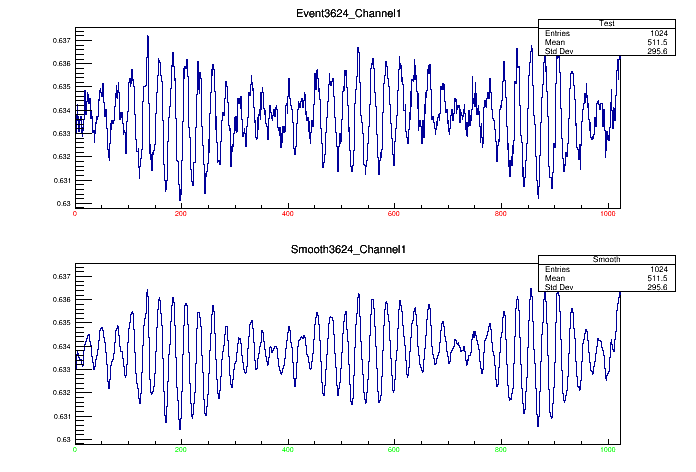 Event3624_Channel1
Test
Entries 1024
Mean 511.5
Std Dev 295.6
0.637
0.636
0.635
0.634
0.633
0.632
0.631
0.63
0 200 400 600 800 1000
Smooth3624_Channel1
Smooth
Entries 1024
Mean 511.5
Std Dev 295.6
0.637
0.636
0.635
0.634
0.633
0.632
0.631
0.63
0 200 400 600 800 1000